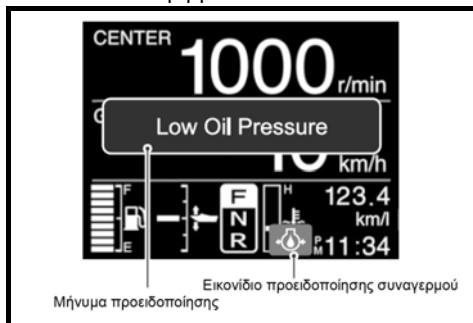 CENTER
1000 r/min
Low Oil Pressure
km/h
F
E
F
N
R
H
123.4
km/l
PM 11:34
Εικονίδιο προειδοποίησης συναγερμού
Μήνυμα προειδοποίησης